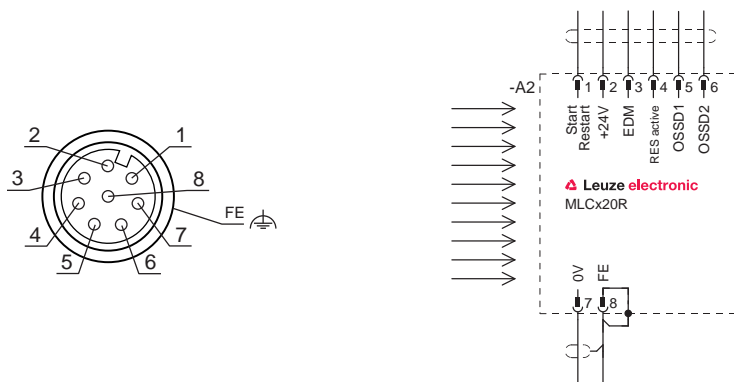 2
1
3
8
FE
4
7
5
6
-A2
1
2
3
4
5
6
Start
Restart
+24V
EDM
RES active
OSSD1
OSSD2
Leuze electronic
MLCx20R
0V
FE
7
8